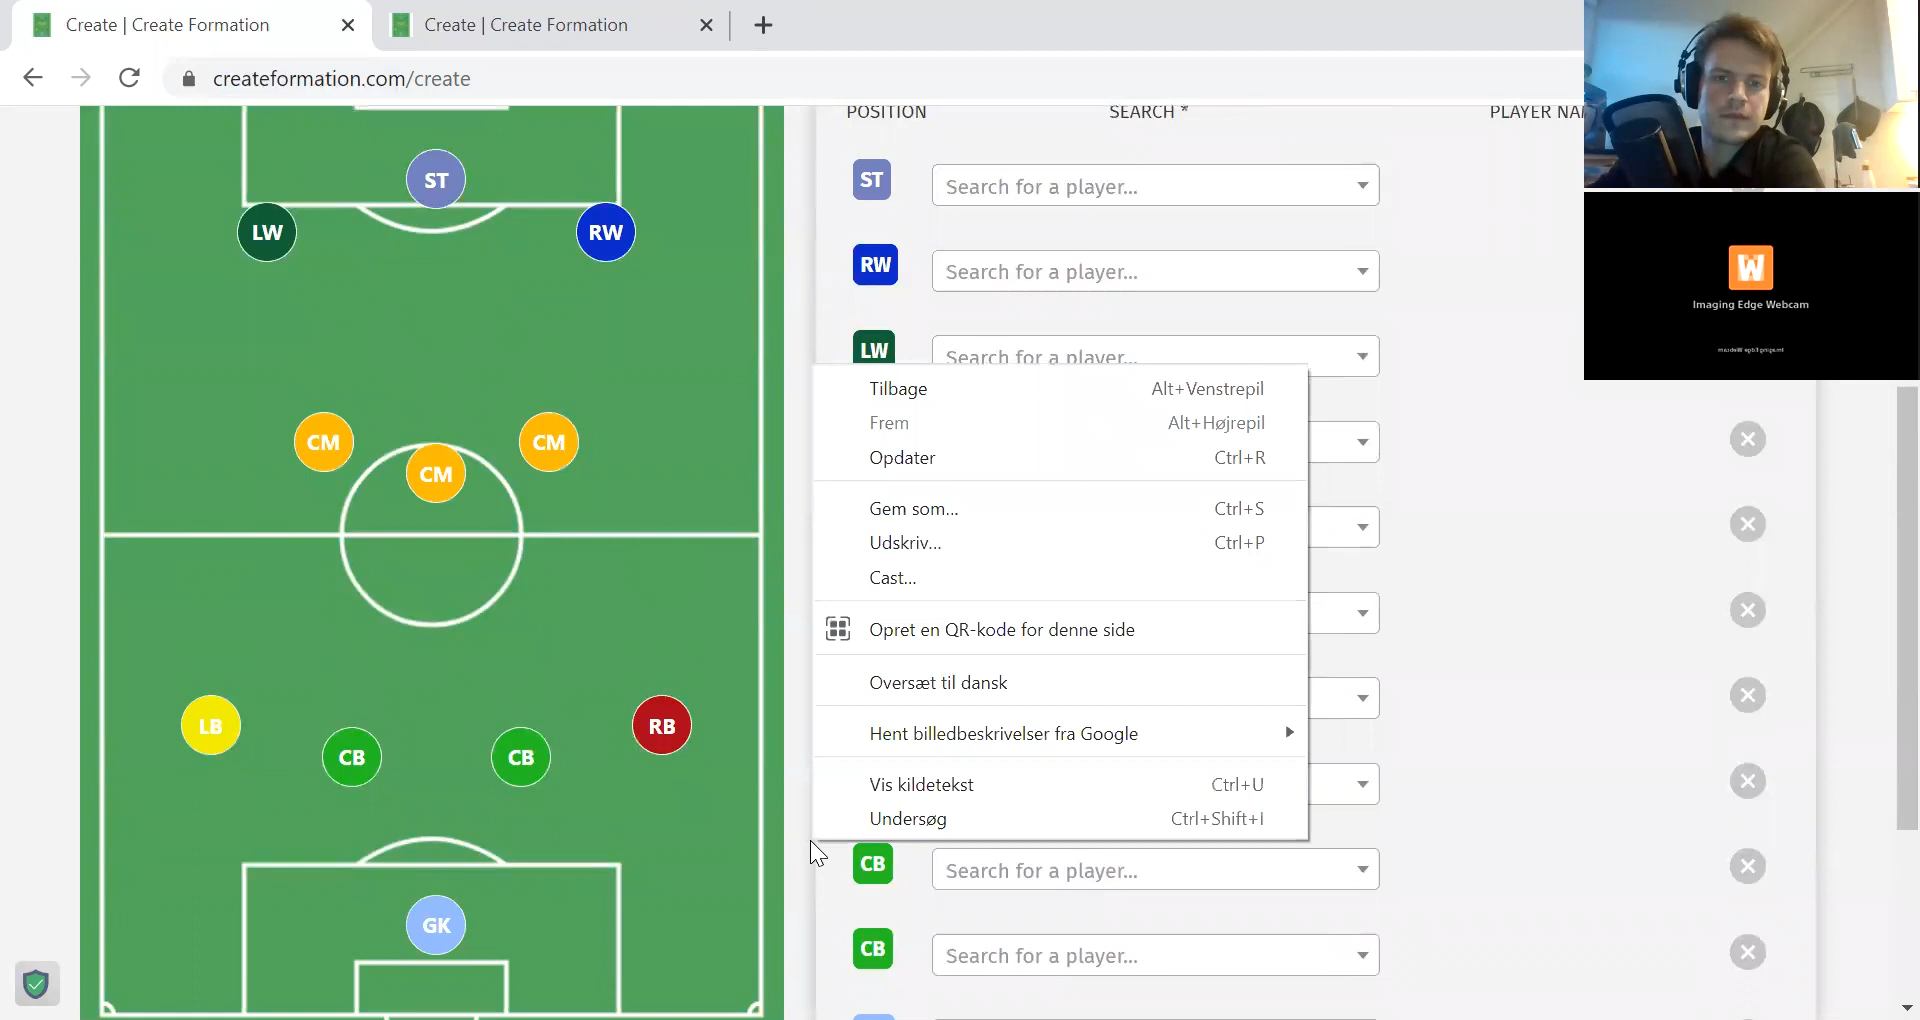 Create | Create Formation
Create | Create Formation
createformation.com/create
POSITION
SEARCH *
PLAYER NA
ST
LW
RW
CM
CM
CM
LB
CB
CB
RB
GK
ST
Search for a player...
RW
Search for a player...
LW
Search for a player...
Tilbage Alt+Venstrepil
Frem Alt+Højrepil
Opdater Ctrl+R
Gem som... Ctrl+S
Udskriv... Ctrl+P
Cast...
Opret en QR-kode for denne side
Oversæt til dansk
Hent billedbeskrivelser fra Google
Vis kildetekst Ctrl+U
Undersøg Ctrl+Shift+I
CB
Search for a player...
CB
Search for a player...
W
Imaging Edge Webcam